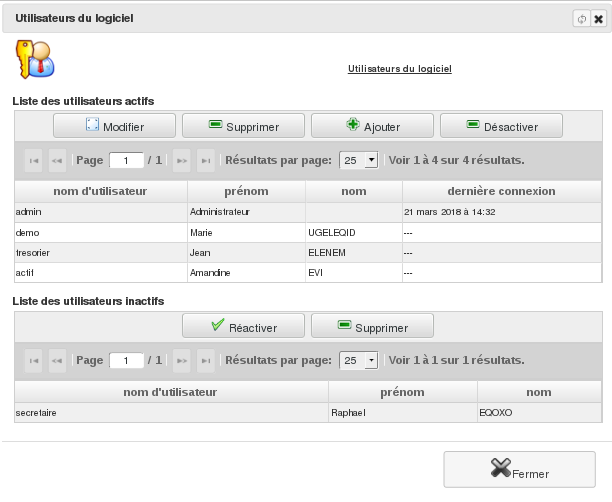 Utilisateurs du logiciel
Utilisateurs du logiciel
Liste des utilisateurs actifs
Modifier Supprimer Ajouter Désactiver
Page 1 / 1 Résultats par page: 25 Voir 1 à 4 sur 4 résultats.
nom d'utilisateur prénom nom dernière connexion
admin Administrateur 21 mars 2018 à 14:32
demo Marie UGELEQID ---
tresorier Jean ELENEM ---
actif Amandine EVI ---
Liste des utilisateurs inactifs
Réactiver Supprimer
Page 1 / 1 Résultats par page: 25 Voir 1 à 1 sur 1 résultats.
nom d'utilisateur prénom nom
secretaire Raphael EQOXO
Fermer